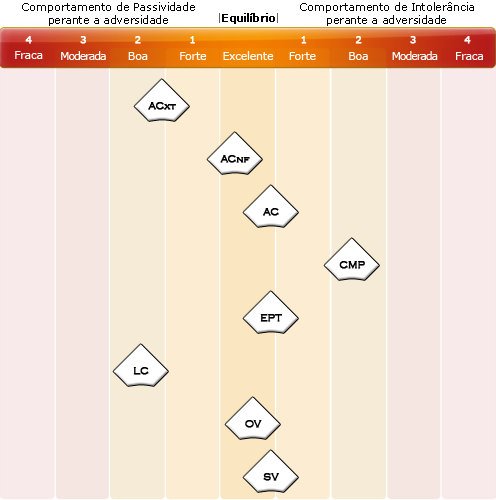 Comportamento de Passividade
perante a adversidade
|Equilíbrio|
Comportamento de Intolerância
perante a adversidade
4 3 2 1 1 2 3 4
Fraca Moderada Boa Forte Excelente Forte Boa Moderada Fraca
ACXT
ACNF
AC
CMP
EPT
LC
OV
SV